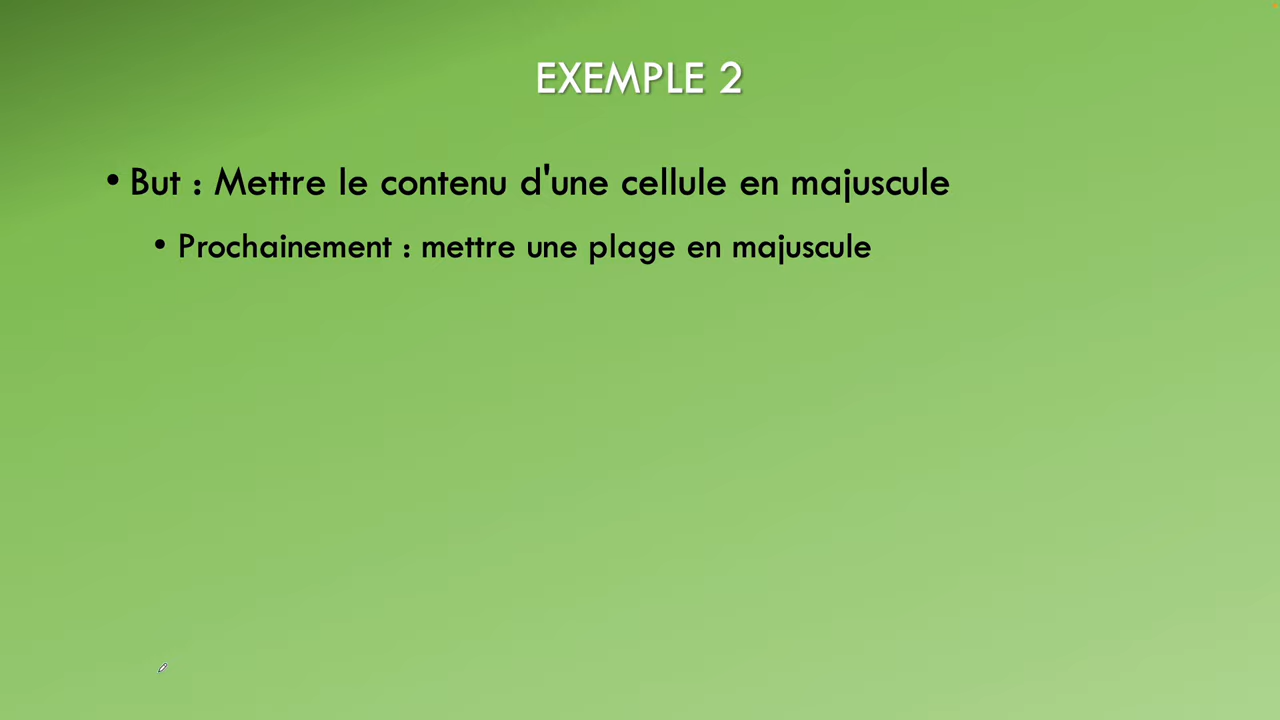 EXEMPLE 2
• But : Mettre le contenu d'une cellule en majuscule
• Prochainement : mettre une plage en majuscule